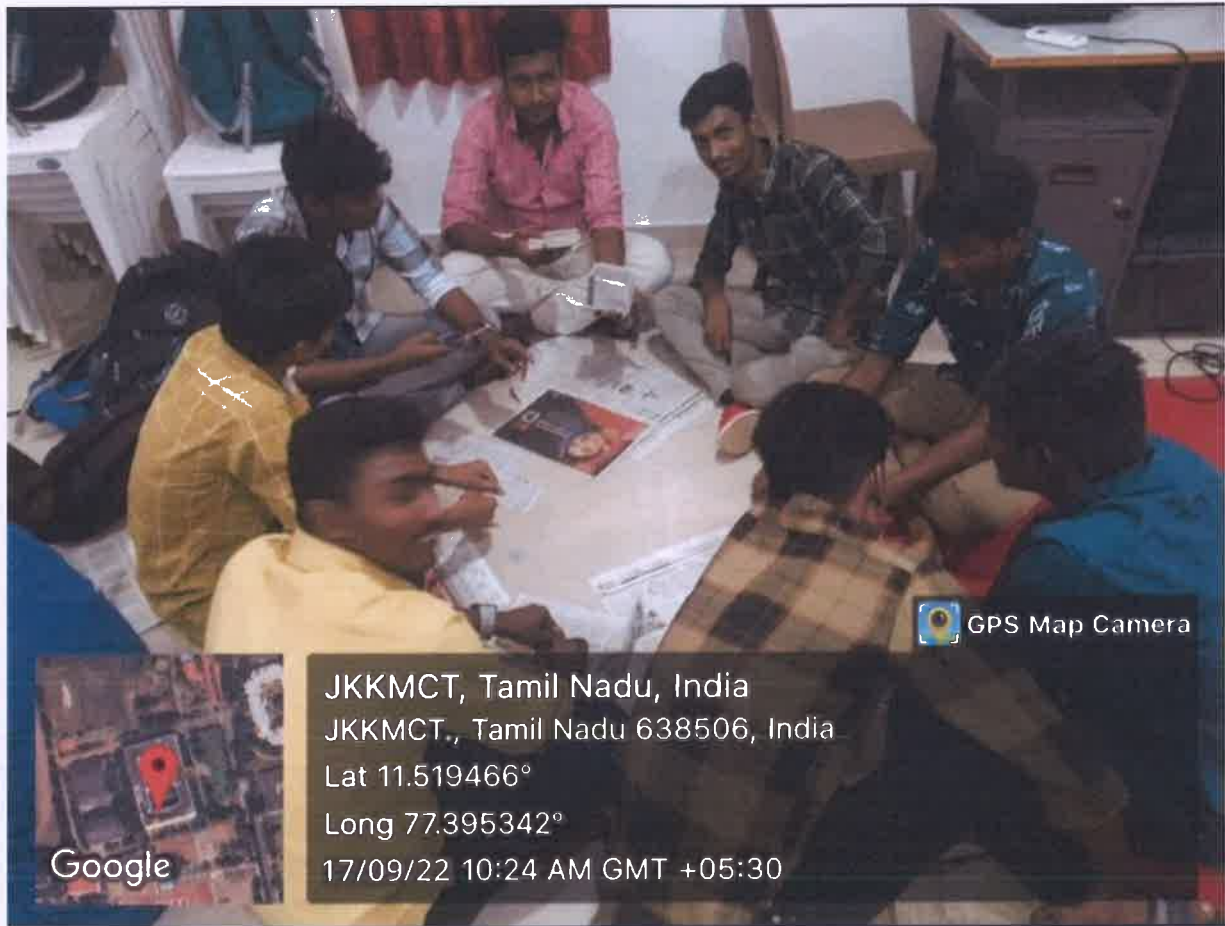 GPS Map Camera
JKKMCT, Tamil Nadu, India
JKKMCT., Tamil Nadu 638506, India
Lat 11.519466°
Long 77.395342°
17/09/22 10:24 AM GMT +05:30
Google